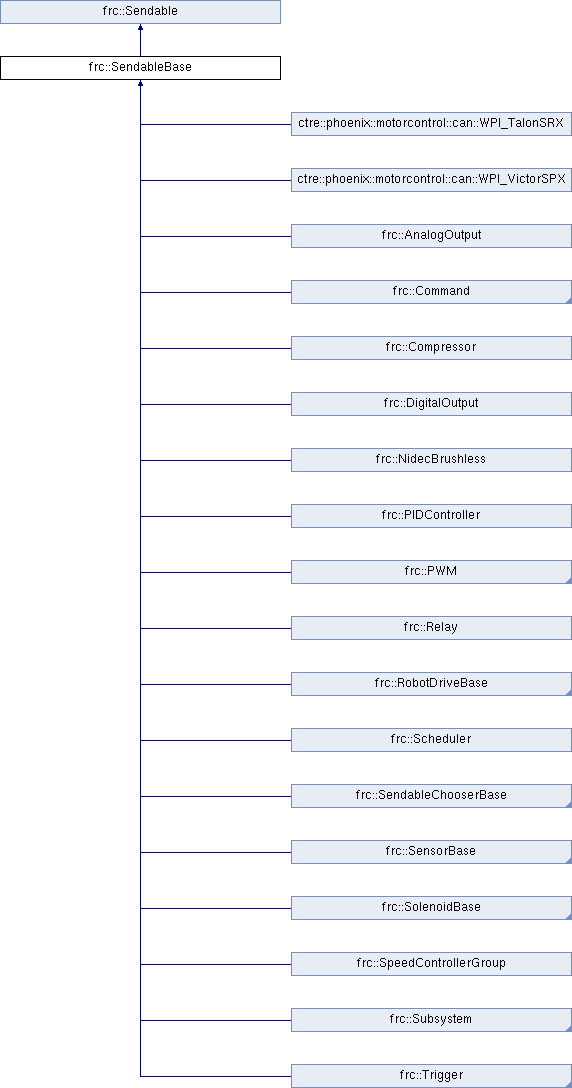 frc::Sendable
frc::SendableBase
ctre::phoenix::motorcontrol::can::WPI_TalonSRX
ctre::phoenix::motorcontrol::can::WPI_VictorSPX
frc::AnalogOutput
frc::Command
frc::Compressor
frc::DigitalOutput
frc::NidecBrushless
frc::PIDController
frc::PWM
frc::Relay
frc::RobotDriveBase
frc::Scheduler
frc::SendableChooserBase
frc::SensorBase
frc::SolenoidBase
frc::SpeedControllerGroup
frc::Subsystem
frc::Trigger